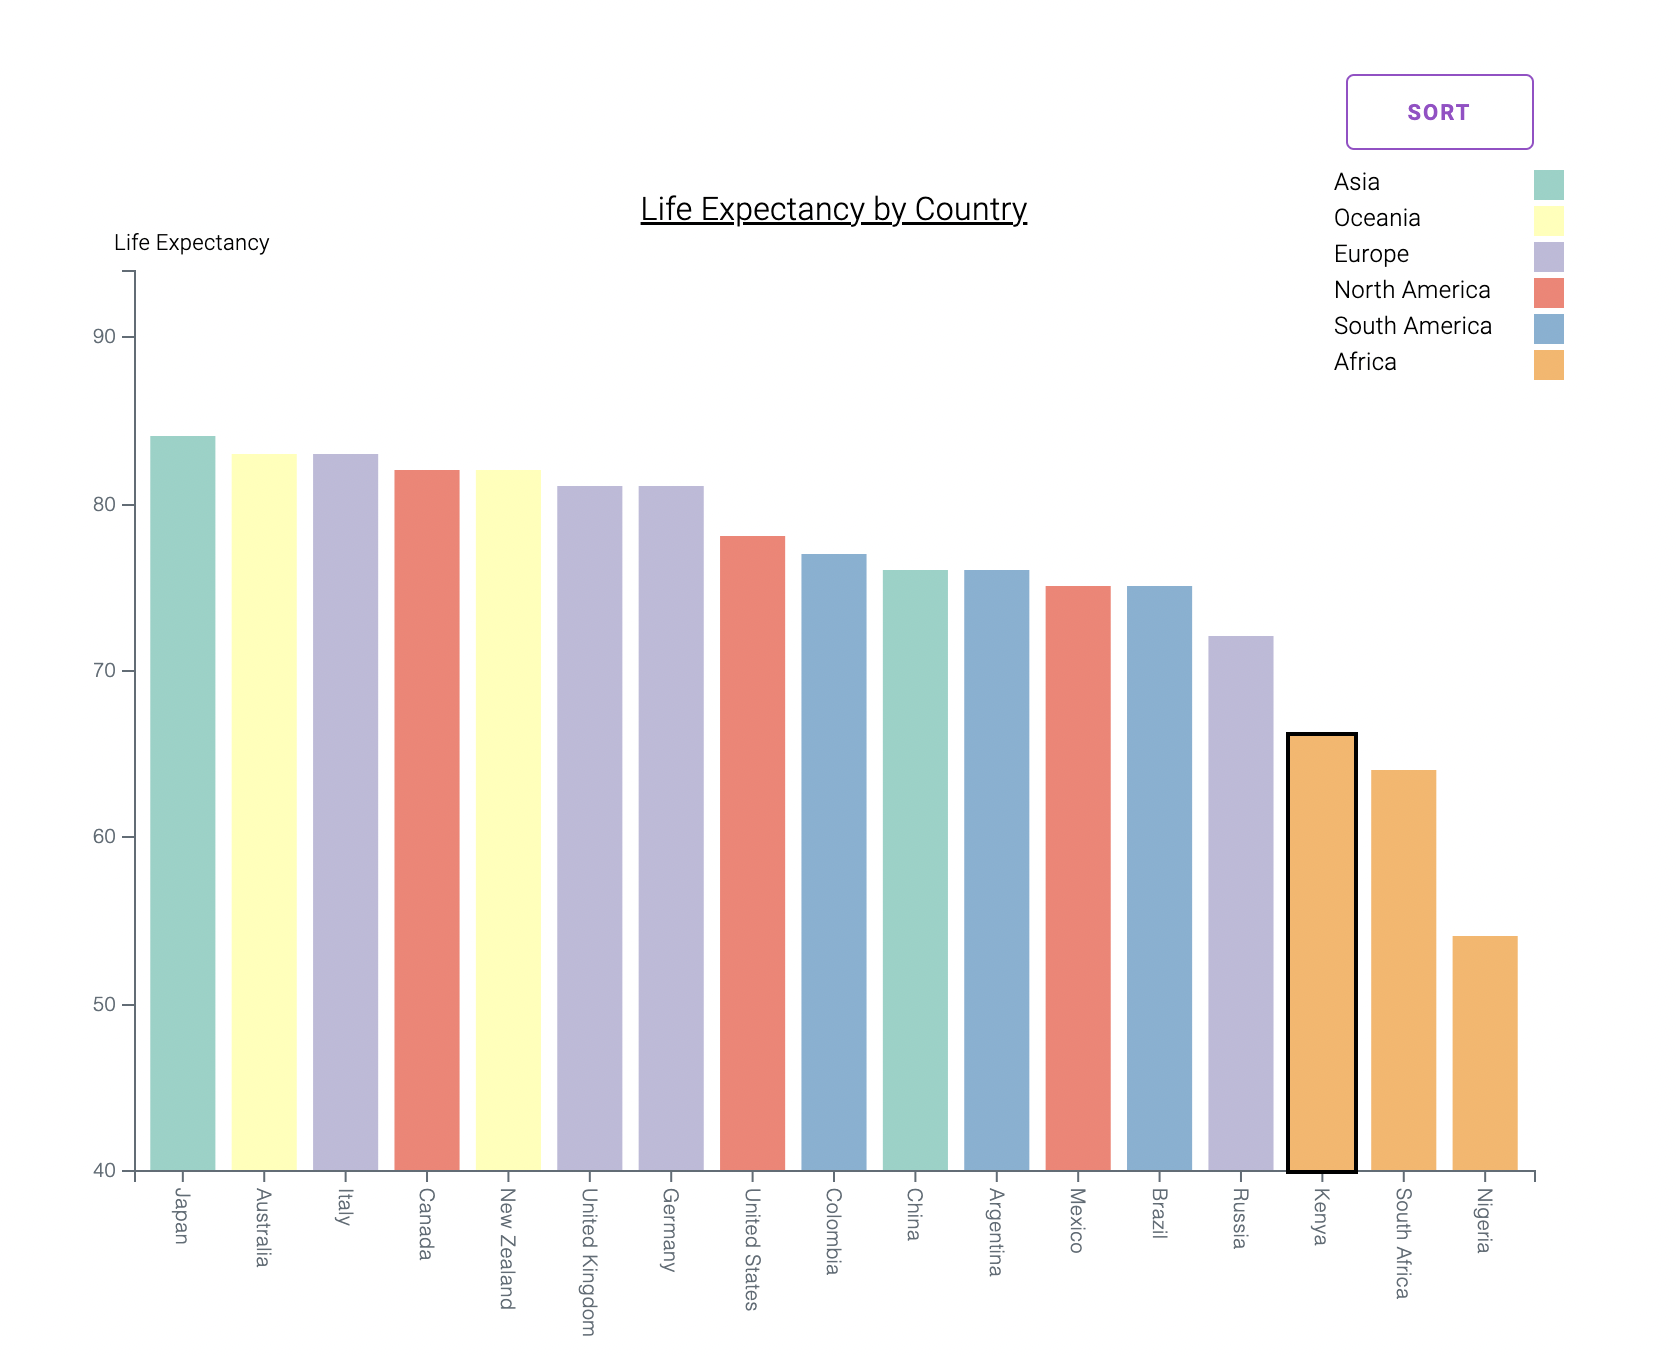 SORT
Asia
Oceania
Europe
North America
South America
Africa
Life Expectancy by Country
Life Expectancy
90
80
70
60
50
40
Japan
Australia
Italy
Canada
New Zealand
United Kingdom
Germany
United States
Colombia
China
Argentina
Mexico
Brazil
Russia
Kenya
South Africa
Nigeria